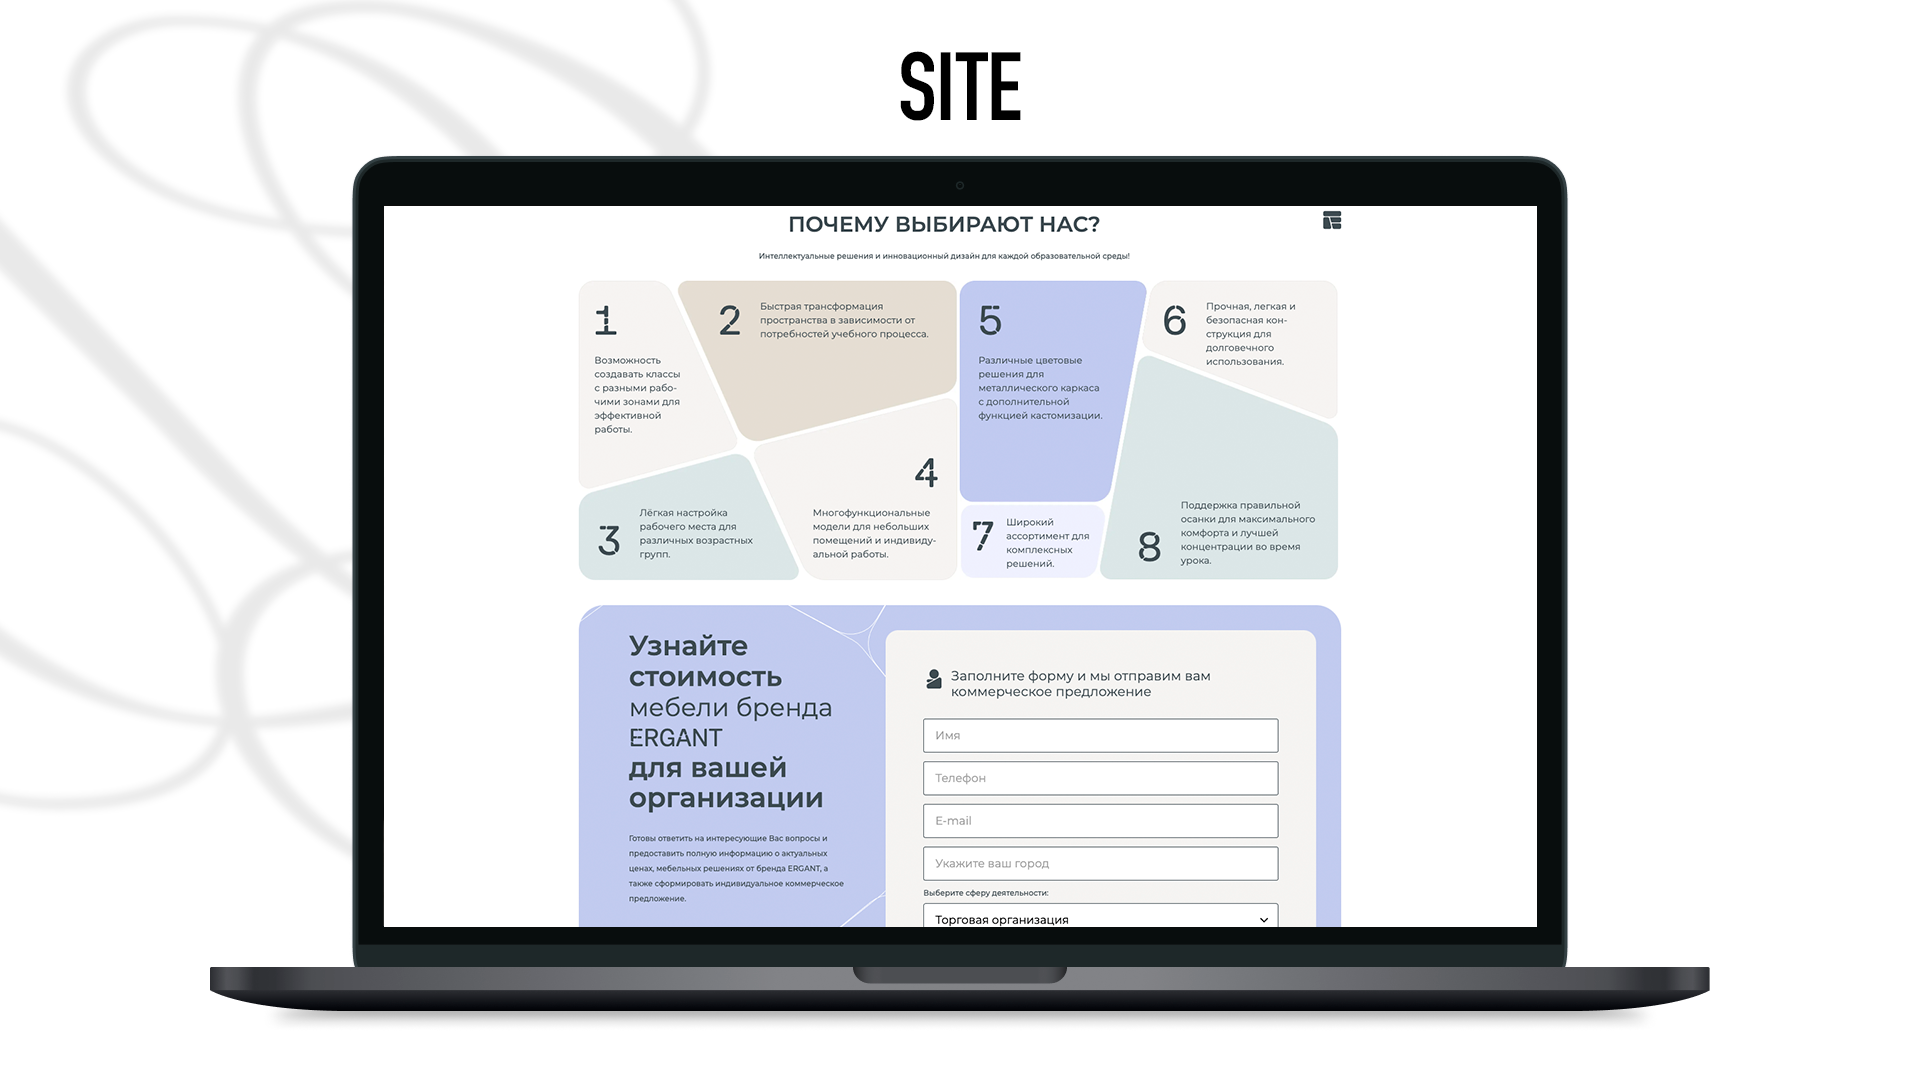 SITE
ПОЧЕМУ ВЫБИРАЮТ НАС?
Интеллектуальные решения и инновационный дизайн для каждой образовательной среды!
1
Возможность
создавать классы
с разными рабо-
чими зонами для
эффективной
работы.
2
Быстрая трансформация
пространства в зависимости от
потребностей учебного процесса.
3
Лёгкая настройка
рабочего места для
различных возрастных
групп.
4
Многофункциональные
модели для небольших
помещений и индивиду-
альной работы.
5
Различные цветовые
решения для
металлического каркаса
с дополнительной
функцией кастомизации.
6
Прочная, легкая и
безопасная кон-
струкция для
долговечного
использования.
7
Широкий
ассортимент для
комплексных
решений.
8
Поддержка правильной
осанки для максимального
комфорта и лучшей
концентрации во время
урока.
Узнайте
стоимость
мебели бренда
ERGANT
для вашей
организации
Готовы ответить на интересующие Вас вопросы и
предоставить полную информацию о актуальных
ценах, мебельных решениях от бренда ERGANT, а
также сформировать индивидуальное коммерческое
предложение.
Заполните форму и мы отправим вам
коммерческое предложение
Имя
Телефон
E-mail
Укажите ваш город
Выберите сферу деятельности:
Торговая организация